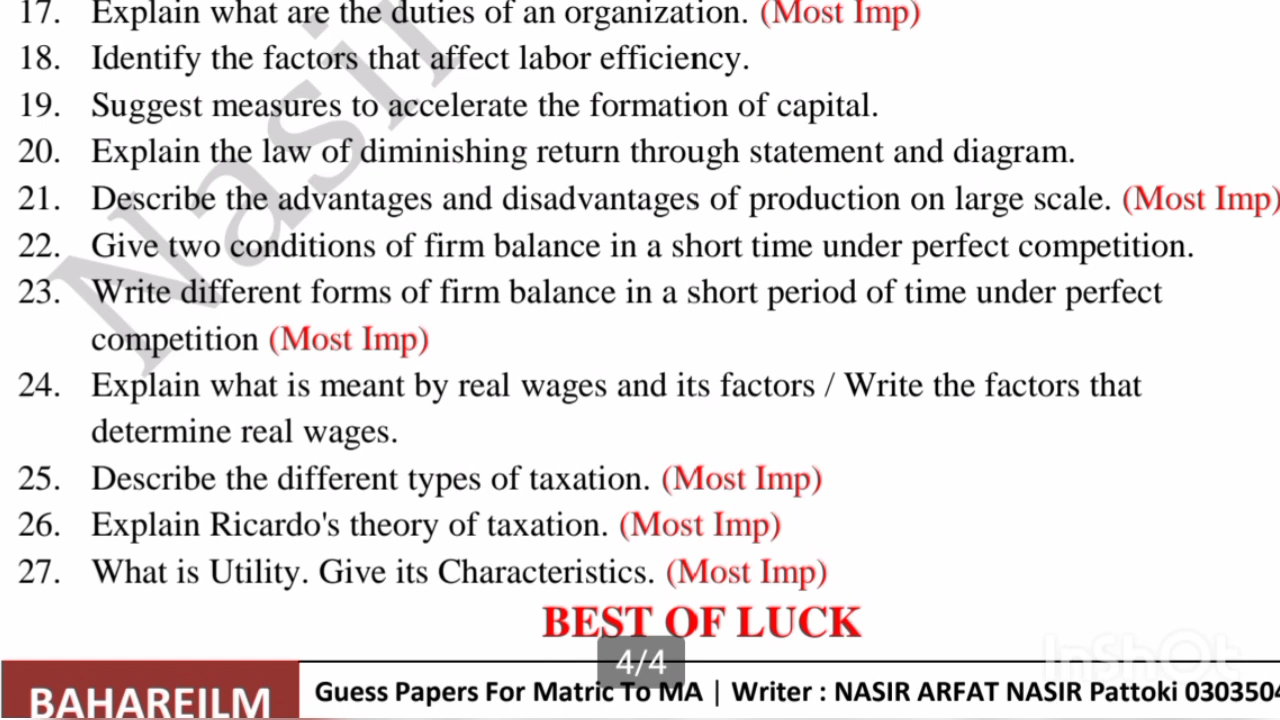 17. Explain what are the duties of an organization. (Most Imp)
18. Identify the factors that affect labor efficiency.
19. Suggest measures to accelerate the formation of capital.
20. Explain the law of diminishing return through statement and diagram.
21. Describe the advantages and disadvantages of production on large scale. (Most Imp)
22. Give two conditions of firm balance in a short time under perfect competition.
23. Write different forms of firm balance in a short period of time under perfect
competition (Most Imp)
24. Explain what is meant by real wages and its factors / Write the factors that
determine real wages.
25. Describe the different types of taxation. (Most Imp)
26. Explain Ricardo's theory of taxation. (Most Imp)
27. What is Utility. Give its Characteristics. (Most Imp)
BEST OF LUCK
4/4
InShOt
BAHAREILM
Guess Papers For Matric To MA | Writer : NASIR ARFAT NASIR Pattoki 030350
Nasir